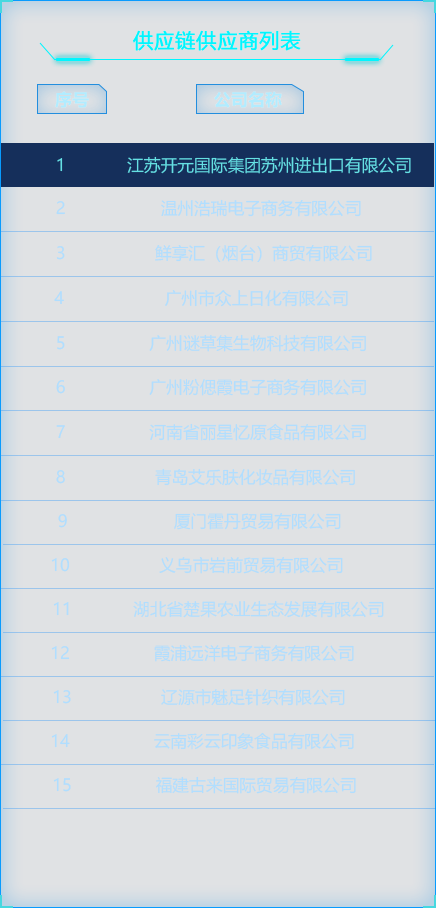 供应链供应商列表
序号 公司名称
1 江苏开元国际集团苏州进出口有限公司
2 温州浩瑞电子商务有限公司
3 鲜享汇（烟台）商贸有限公司
4 广州市众上日化有限公司
5 广州谜草集生物科技有限公司
6 广州粉偲霞电子商务有限公司
7 河南省丽星忆原食品有限公司
8 青岛艾乐肤化妆品有限公司
9 厦门霍丹贸易有限公司
10 义乌市岩前贸易有限公司
11 湖北省楚果农业生态发展有限公司
12 霞浦远洋电子商务有限公司
13 辽源市魅足针织有限公司
14 云南彩云印象食品有限公司
15 福建古来国际贸易有限公司